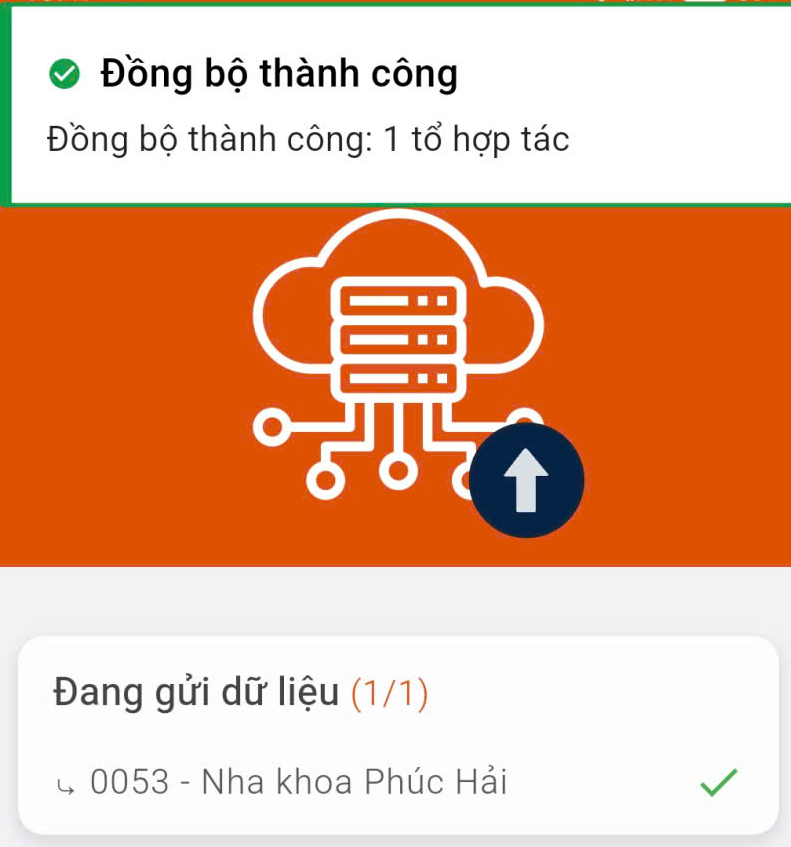 Đồng bộ thành công
Đồng bộ thành công: 1 tổ hợp tác
Đang gửi dữ liệu (1/1)
0053 - Nha khoa Phúc Hải